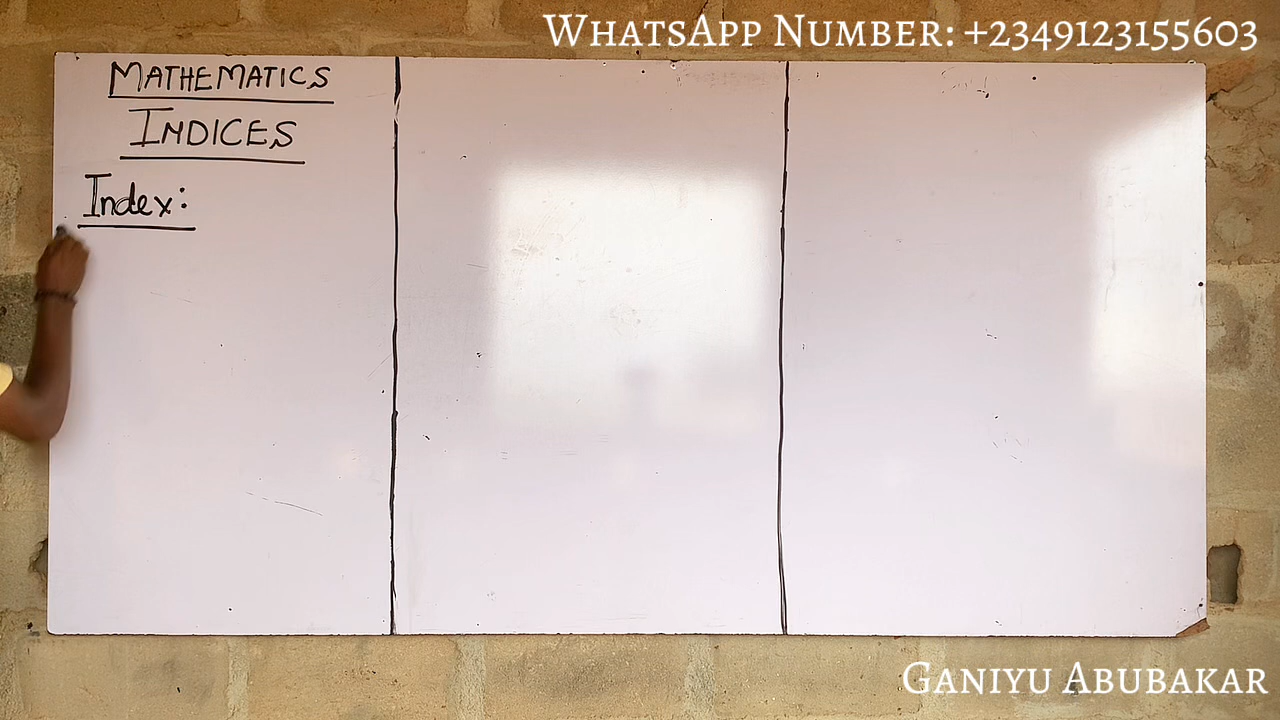 WhatsApp Number: +2349123155603
MATHEMATICS
INDICES
Index:
Ganiyu Abubakar